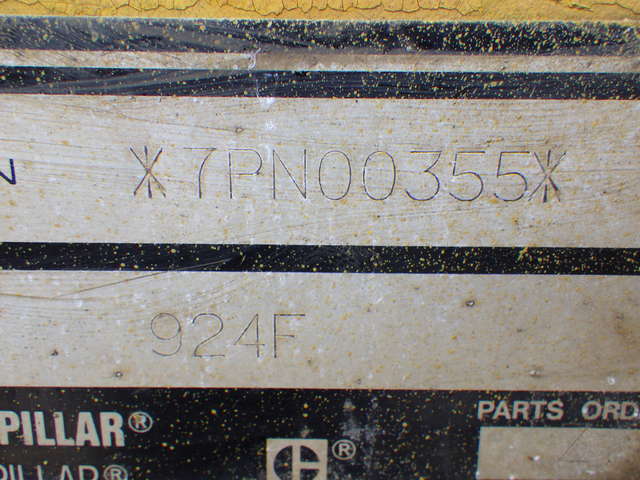 N *7PN00355*
924F
PILLAR®
PARTS ORD
PILLAR®